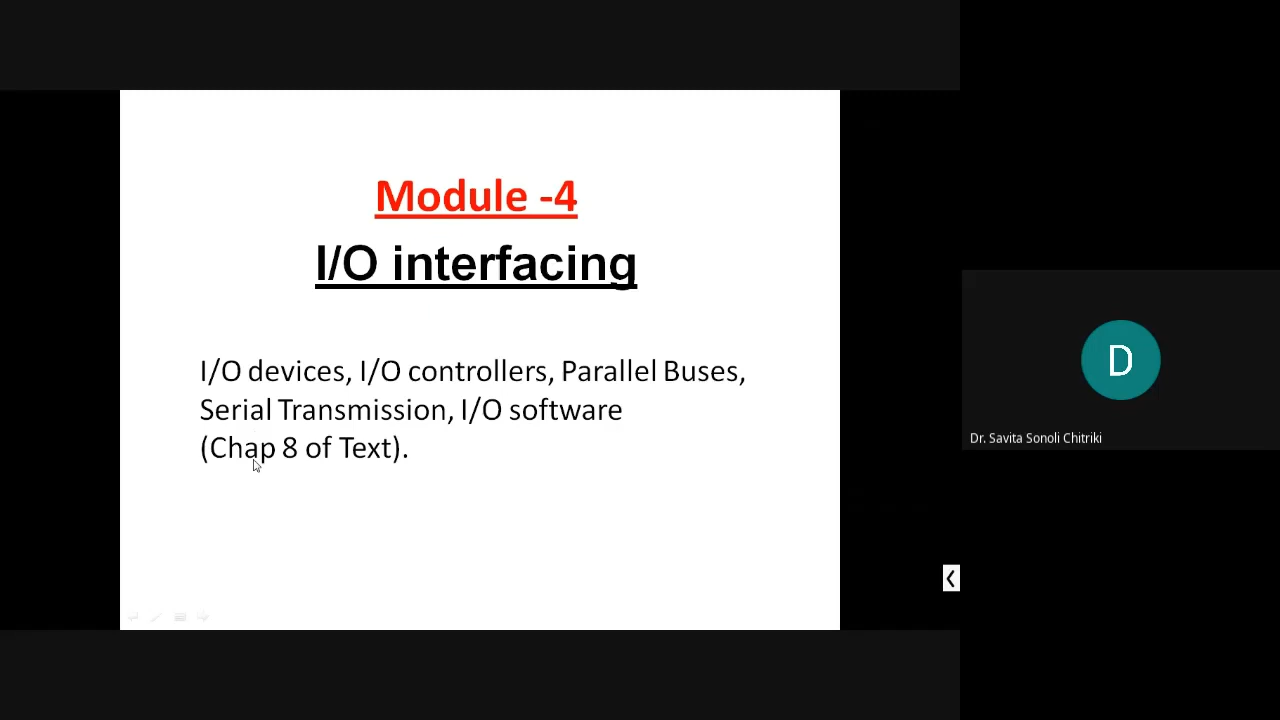 Module -4
I/O interfacing
I/O devices, I/O controllers, Parallel Buses,
Serial Transmission, I/O software
(Chap 8 of Text).
D
Dr. Savita Sonoli Chitriki